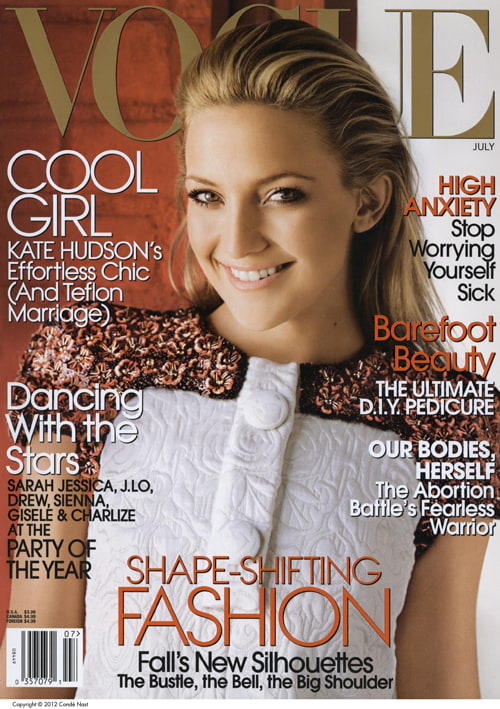 VOGUE
JULY
COOL
GIRL
KATE HUDSON's
Effortless Chic
(And Teflon
Marriage)
HIGH
ANXIETY
Stop
Worrying
Yourself
Sick
Barefoot
Beauty
THE ULTIMATE
D.I.Y. PEDICURE
Dancing
With the
Stars
SARAH JESSICA, J.LO,
DREW, SIENNA,
GISELE & CHARLIZE
AT THE
PARTY OF
THE YEAR
OUR BODIES,
HERSELF
The Abortion
Battle's Fearless
Warrior
SHAPE-SHIFTING
FASHION
Fall's New Silhouettes
The Bustle, the Bell, the Big Shoulder
07>
Copyright © 2012 Condé Nast